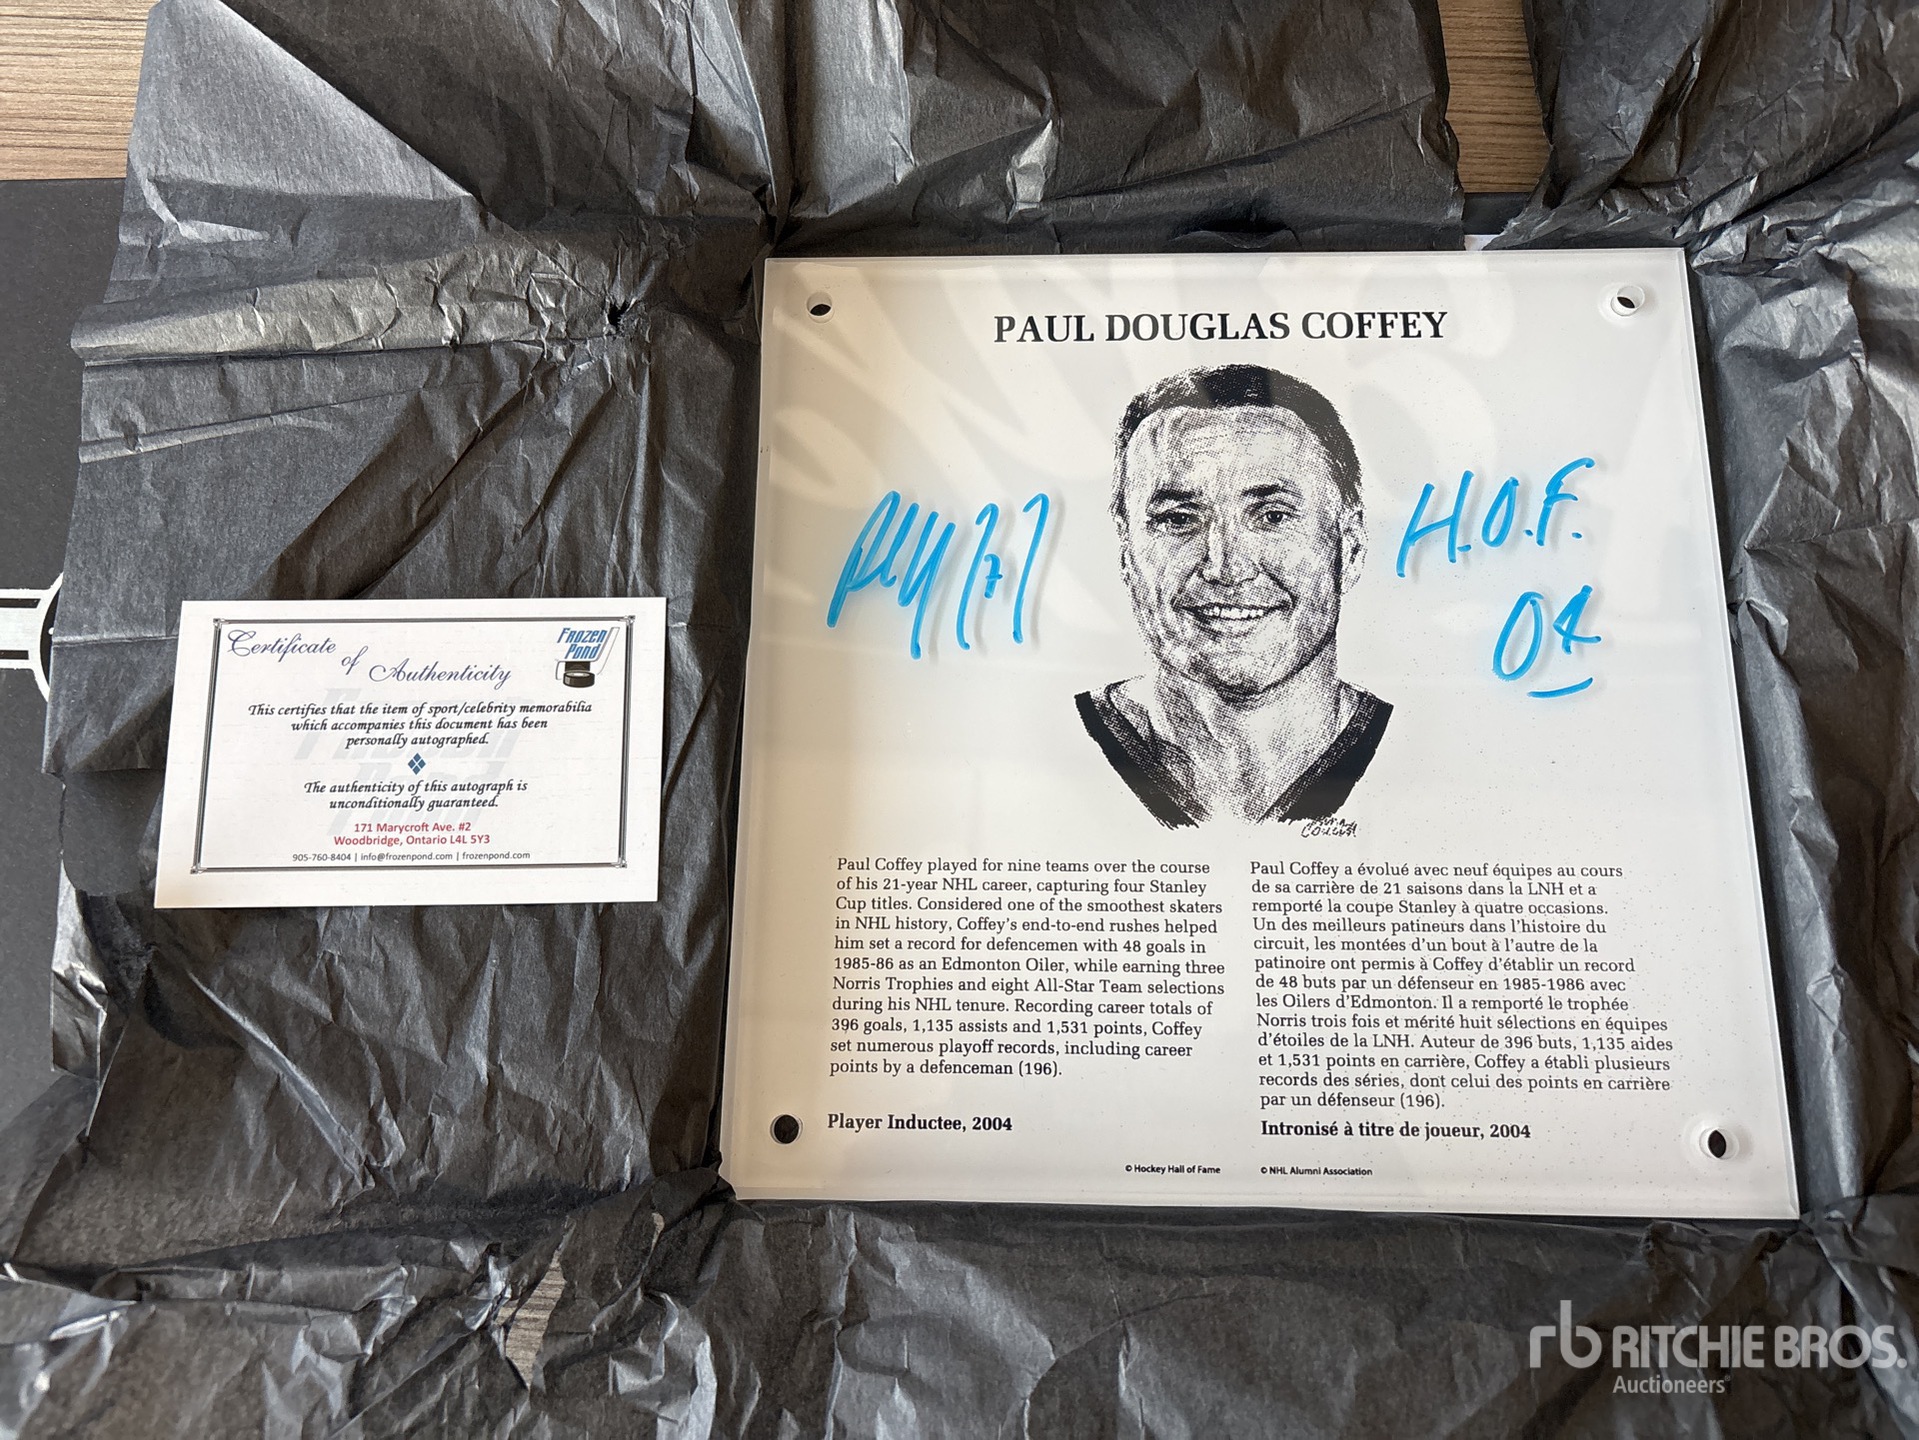 Certificate
of
Authenticity
Frozen
Pond
This certifies that the item of sport/celebrity memorabilia
which accompanies this document has been
personally autographed.
The authenticity of this autograph is
unconditionally guaranteed.
171 Marycroft Ave. #2
Woodbridge, Ontario L4L 5Y3
905-760-8404 | info@frozenpond.com | frozenpond.com
PAUL DOUGLAS COFFEY
H.O.F.
04
Paul Coffey played for nine teams over the course
of his 21-year NHL career, capturing four Stanley
Cup titles. Considered one of the smoothest skaters
in NHL history, Coffey's end-to-end rushes helped
him set a record for defencemen with 48 goals in
1985-86 as an Edmonton Oiler, while earning three
Norris Trophies and eight All-Star Team selections
during his NHL tenure. Recording career totals of
396 goals, 1,135 assists and 1,531 points, Coffey
set numerous playoff records, including career
points by a defenceman (196).
Player Inductee, 2004
© Hockey Hall of Fame
Paul Coffey a évolué avec neuf équipes au cours
de sa carrière de 21 saisons dans la LNH et a
remporté la coupe Stanley à quatre occasions.
Un des meilleurs patineurs dans l'histoire du
circuit, les montées d'un bout à l'autre de la
patinoire ont permis à Coffey d'établir un record
de 48 buts par un défenseur en 1985-1986 avec
les Oilers d'Edmonton. Il a remporté le trophée
Norris trois fois et mérité huit sélections en équipes
d'étoiles de la LNH. Auteur de 396 buts, 1,135 aides
et 1,531 points en carrière, Coffey a établi plusieurs
records des séries, dont celui des points en carrière
par un défenseur (196).
Intronisé à titre de joueur, 2004
© NHL Alumni Association
rb RITCHIE BROS.
Auctioneers